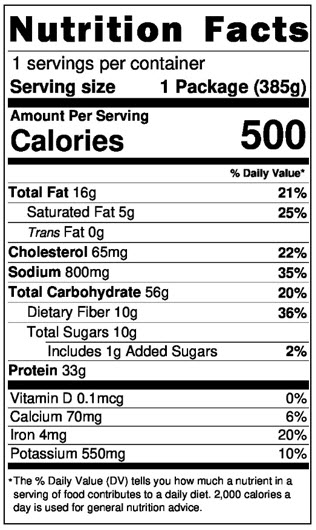 Nutrition Facts
1 servings per container
Serving size 1 Package (385g)
Amount Per Serving
Calories 500
% Daily Value*
Total Fat 16g 21%
Saturated Fat 5g 25%
Trans Fat 0g
Cholesterol 65mg 22%
Sodium 800mg 35%
Total Carbohydrate 56g 20%
Dietary Fiber 10g 36%
Total Sugars 10g
Includes 1g Added Sugars 2%
Protein 33g
Vitamin D 0.1mcg 0%
Calcium 70mg 6%
Iron 4mg 20%
Potassium 550mg 10%
*The % Daily Value (DV) tells you how much a nutrient in a
serving of food contributes to a daily diet. 2,000 calories a
day is used for general nutrition advice.